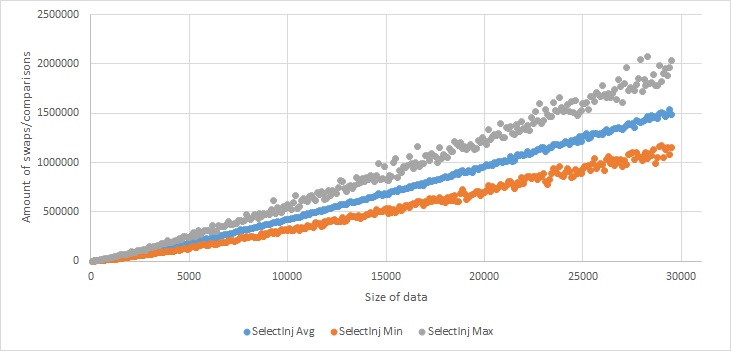 2500000
2000000
1500000
1000000
500000
0
Amount of swaps/comparisons
0 5000 10000 15000 20000 25000 30000
Size of data
SelectInj Avg SelectInj Min SelectInj Max